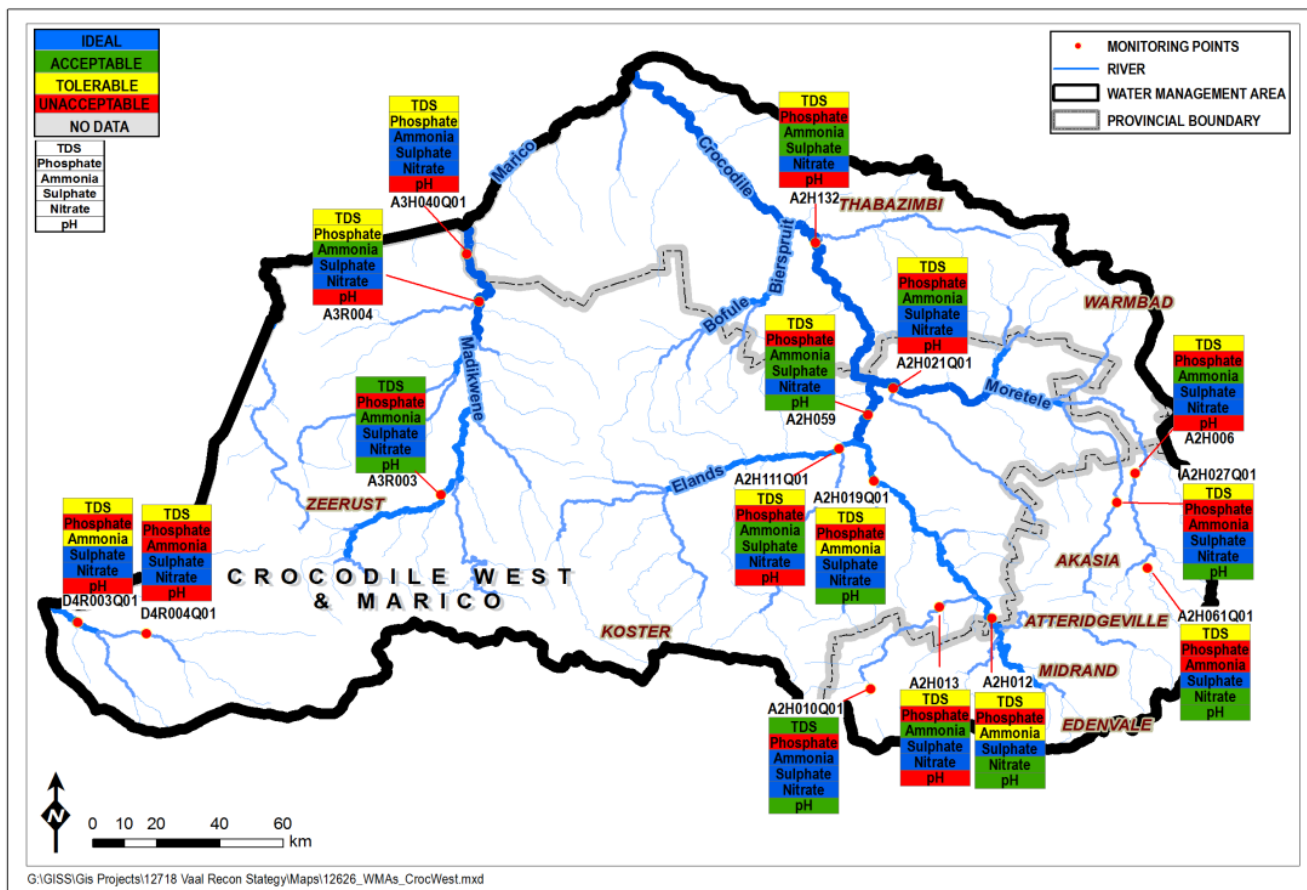 IDEAL
ACCEPTABLE
TOLERABLE
UNACCEPTABLE
NO DATA
TDS
Phosphate
Ammonia
Sulphate
Nitrate
pH
MONITORING POINTS
RIVER
WATER MANAGEMENT AREA
PROVINCIAL BOUNDARY
TDS
Phosphate
Ammonia
Sulphate
Nitrate
pH
A3H040Q01
TDS
Phosphate
Ammonia
Sulphate
Nitrate
pH
A2H132
Marico
Crocodile
THABAZIMBI
TDS
Phosphate
Ammonia
Sulphate
Nitrate
pH
A3R004
Bierspruit
Bofule
TDS
Phosphate
Ammonia
Sulphate
Nitrate
pH
A2H021Q01
WARMBAD
TDS
Phosphate
Ammonia
Sulphate
Nitrate
pH
A2H059
Madikwene
Moretele
TDS
Phosphate
Ammonia
Sulphate
Nitrate
pH
A2H006
TDS
Phosphate
Ammonia
Sulphate
Nitrate
pH
A3R003
ZEERUST
Elands
A2H111Q01
TDS
Phosphate
Ammonia
Sulphate
Nitrate
pH
A2H019Q01
TDS
Phosphate
Ammonia
Sulphate
Nitrate
pH
A2H027Q01
TDS
Phosphate
Ammonia
Sulphate
Nitrate
pH
TDS
Phosphate
Ammonia
Sulphate
Nitrate
pH
D4R003Q01
TDS
Phosphate
Ammonia
Sulphate
Nitrate
pH
D4R004Q01
CROCODILE WEST
& MARICO
KOSTER
AKASIA
ATTERIDGEVILLE
MIDRAND
EDENVALE
A2H061Q01
TDS
Phosphate
Ammonia
Sulphate
Nitrate
pH
A2H010Q01
TDS
Phosphate
Ammonia
Sulphate
Nitrate
pH
A2H013
TDS
Phosphate
Ammonia
Sulphate
Nitrate
pH
A2H012
TDS
Phosphate
Ammonia
Sulphate
Nitrate
pH
N
0 10 20 40 60
km
G:\GISS\Gis Projects\12718 Vaal Recon Stategy\Maps\12626_WMAs_CrocWest.mxd